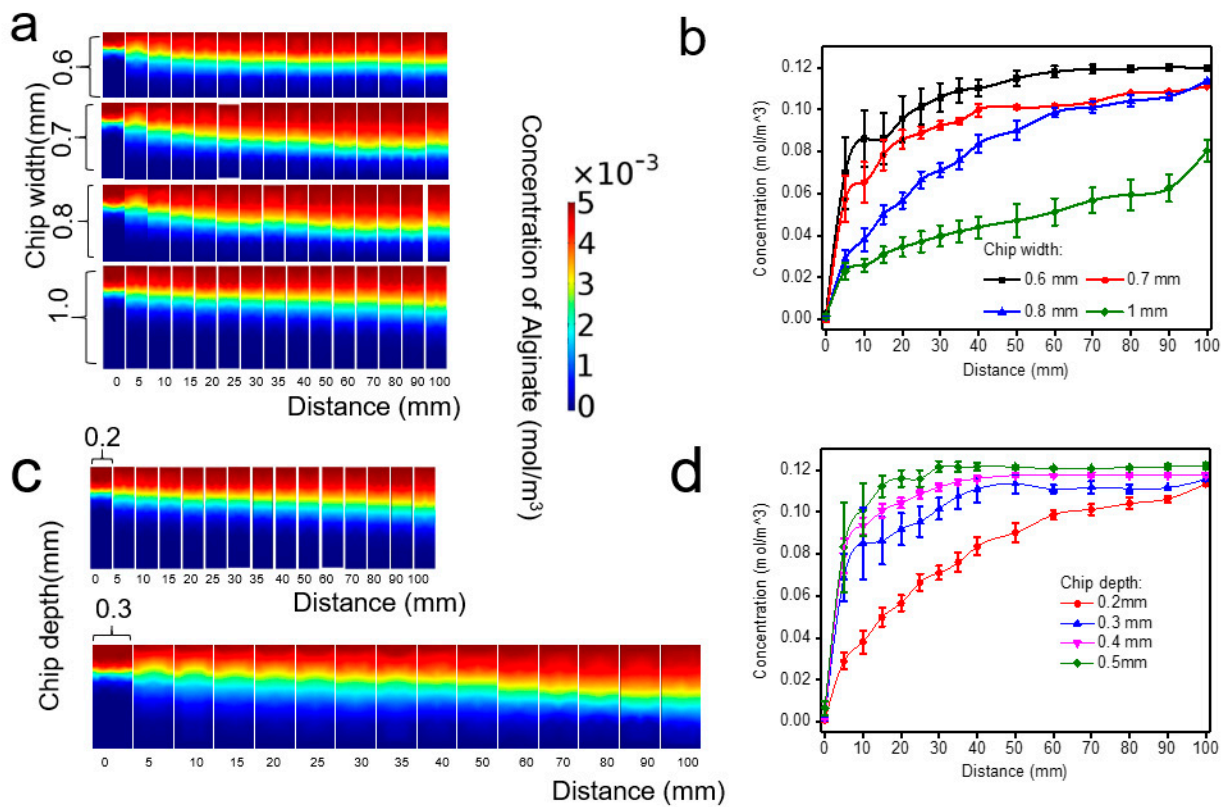 a
Chip width(mm)
0.6
0.7
0.8
1.0
0 5 10 15 20 25 30 35 40 50 60 70 80 90 100
Distance (mm)
Concentration of Alginate (mol/m³)
×10⁻³
5
4
3
2
1
0
b
Concentration (mol/m^3)
0.12
0.10
0.08
0.06
0.04
0.02
0.00
Chip width:
0.6 mm 0.7 mm
0.8 mm 1 mm
0 10 20 30 40 50 60 70 80 90 100
Distance (mm)
c
Chip depth(mm)
0.2
0 5 10 15 20 25 30 35 40 50 60 70 80 90 100
Distance (mm)
0.3
0 5 10 15 20 25 30 35 40 50 60 70 80 90 100
Distance (mm)
d
Concentration (mol/m^3)
0.12
0.10
0.08
0.06
0.04
0.02
0.00
Chip depth:
0.2mm
0.3 mm
0.4 mm
0.5mm
0 10 20 30 40 50 60 70 80 90 100
Distance (mm)